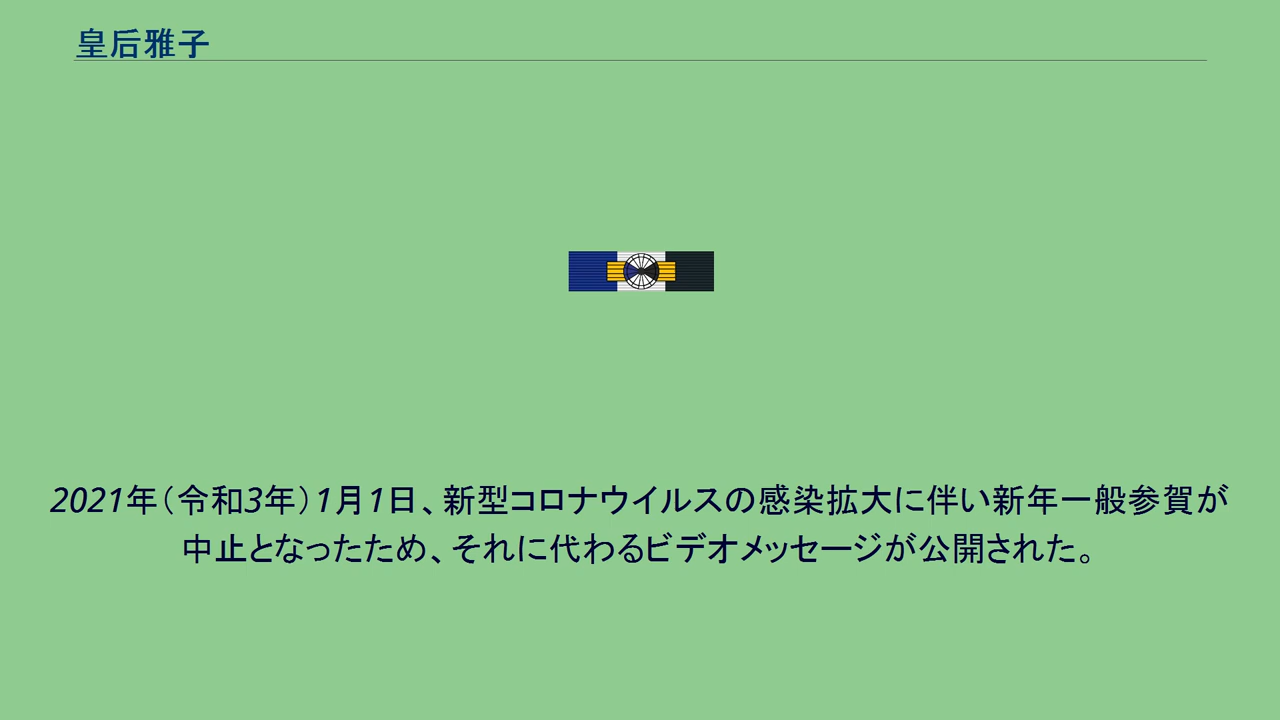 皇后雅子
2021年（令和3年）1月1日、新型コロナウイルスの感染拡大に伴い新年一般参賀が
中止となったため、それに代わるビデオメッセージが公開された。